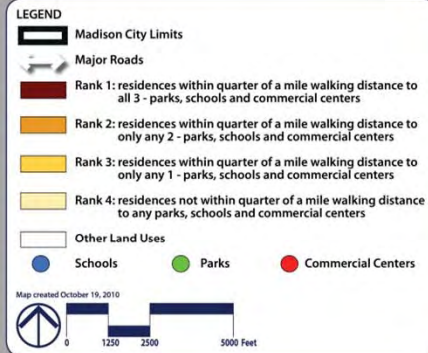 LEGEND
Madison City Limits
Major Roads
Rank 1: residences within quarter of a mile walking distance to
all 3 - parks, schools and commercial centers
Rank 2: residences within quarter of a mile walking distance to
only any 2 - parks, schools and commercial centers
Rank 3: residences within quarter of a mile walking distance to
only any 1 - parks, schools and commercial centers
Rank 4: residences not within quarter of a mile walking distance
to any parks, schools and commercial centers
Other Land Uses
Schools Parks Commercial Centers
Map created October 19, 2010
0 1250 2500 5000 Feet